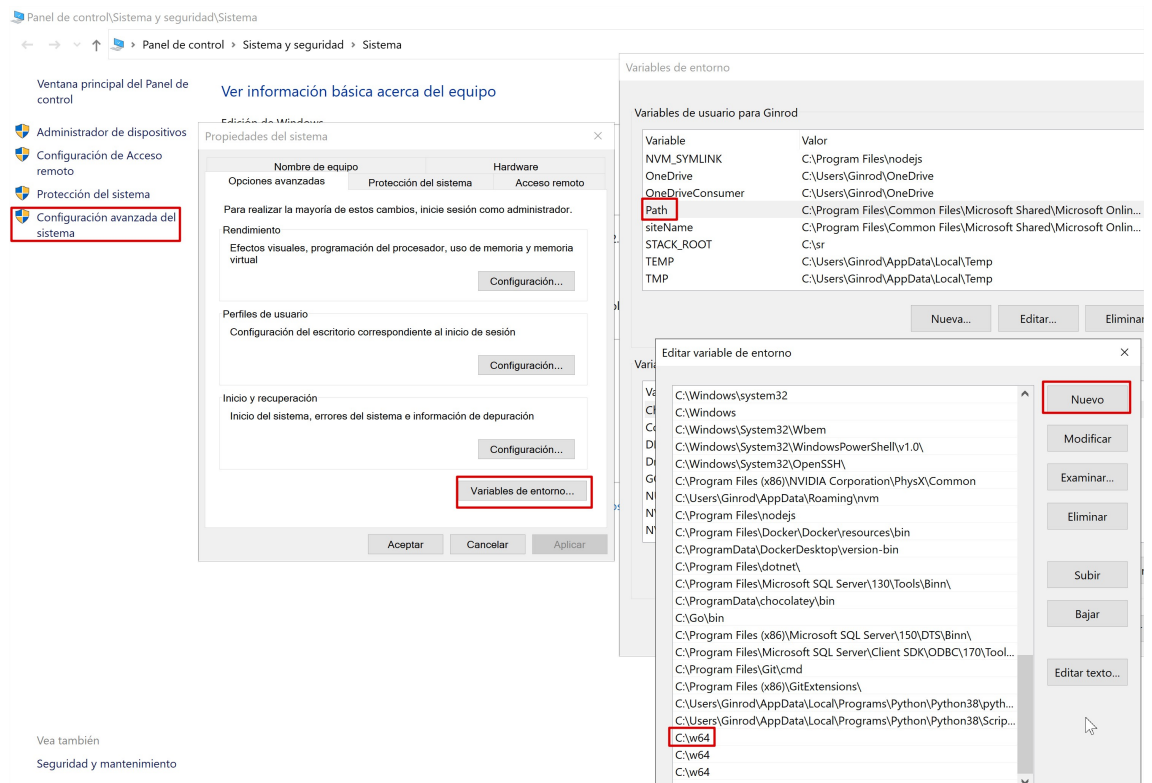 Panel de control\Sistema y seguridad\Sistema
Panel de control › Sistema y seguridad › Sistema
Ventana principal del Panel de
control
Administrador de dispositivos
Configuración de Acceso
remoto
Protección del sistema
Configuración avanzada del
sistema
Vea también
Seguridad y mantenimiento
Ver información básica acerca del equipo
Edición de Windows
Propiedades del sistema
Nombre de equipo
Hardware
Opciones avanzadas
Protección del sistema
Acceso remoto
Para realizar la mayoría de estos cambios, inicie sesión como administrador.
Rendimiento
Efectos visuales, programación del procesador, uso de memoria y memoria
virtual
Configuración...
Perfiles de usuario
Configuración del escritorio correspondiente al inicio de sesión
Configuración...
Inicio y recuperación
Inicio del sistema, errores del sistema e información de depuración
Configuración...
Variables de entorno...
Aceptar
Cancelar
Aplicar
Variables de entorno
Variables de usuario para Ginrod
Variable Valor
NVM_SYMLINK C:\Program Files\nodejs
OneDrive C:\Users\Ginrod\OneDrive
OneDriveConsumer C:\Users\Ginrod\OneDrive
Path C:\Program Files\Common Files\Microsoft Shared\Microsoft Onlin...
siteName C:\Program Files\Common Files\Microsoft Shared\Microsoft Onlin...
STACK_ROOT C:\sr
TEMP C:\Users\Ginrod\AppData\Local\Temp
TMP C:\Users\Ginrod\AppData\Local\Temp
Nueva...
Editar...
Eliminar
Editar variable de entorno
C:\Windows\system32
C:\Windows
C:\Windows\System32\Wbem
C:\Windows\System32\WindowsPowerShell\v1.0\
C:\Windows\System32\OpenSSH\
C:\Program Files (x86)\NVIDIA Corporation\PhysX\Common
C:\Users\Ginrod\AppData\Roaming\nvm
C:\Program Files\nodejs
C:\Program Files\Docker\Docker\resources\bin
C:\ProgramData\DockerDesktop\version-bin
C:\Program Files\dotnet\
C:\Program Files\Microsoft SQL Server\130\Tools\Binn\
C:\ProgramData\chocolatey\bin
C:\Go\bin
C:\Program Files (x86)\Microsoft SQL Server\150\DTS\Binn\
C:\Program Files\Microsoft SQL Server\Client SDK\ODBC\170\Tool...
C:\Program Files\Git\cmd
C:\Program Files (x86)\GitExtensions\
C:\Users\Ginrod\AppData\Local\Programs\Python\Python38\pyth...
C:\Users\Ginrod\AppData\Local\Programs\Python\Python38\Scrip...
C:\w64
C:\w64
C:\w64
Nuevo
Modificar
Examinar...
Eliminar
Subir
Bajar
Editar texto...